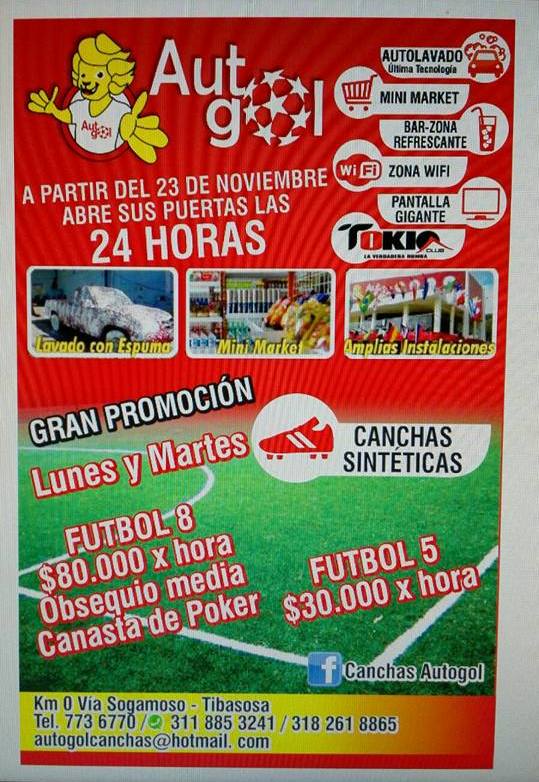 Autgol
Autgol
AUTOLAVADO
Última Tecnología
MINI MARKET
BAR-ZONA
REFRESCANTE
WiFi ZONA WIFI
PANTALLA
GIGANTE
TOKIO
CLUB
LA VERDADERA RUMBA
A PARTIR DEL 23 DE NOVIEMBRE
ABRE SUS PUERTAS LAS
24 HORAS
Lavado con Espuma
Mini Market
Amplias Instalaciones
GRAN PROMOCIÓN
Lunes y Martes
CANCHAS
SINTÉTICAS
FUTBOL 8
$80.000 x hora
Obsequio media
Canasta de Poker
FUTBOL 5
$30.000 x hora
f Canchas Autogol
Km 0 Vía Sogamoso - Tibasosa
Tel. 773 6770 / 311 885 3241 / 318 261 8865
autogolcanchas@hotmail. com